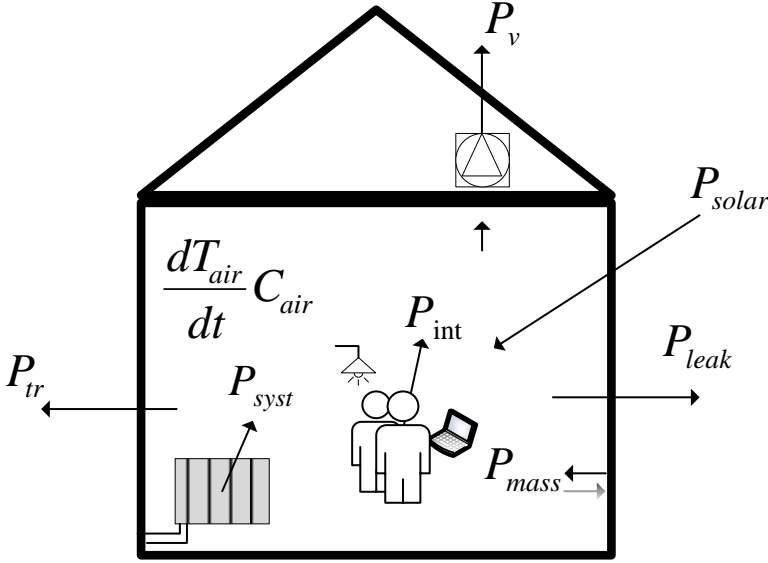 P_v
P_solar
dT_air/dt C_air
P_int
P_leak
P_tr
P_syst
P_mass